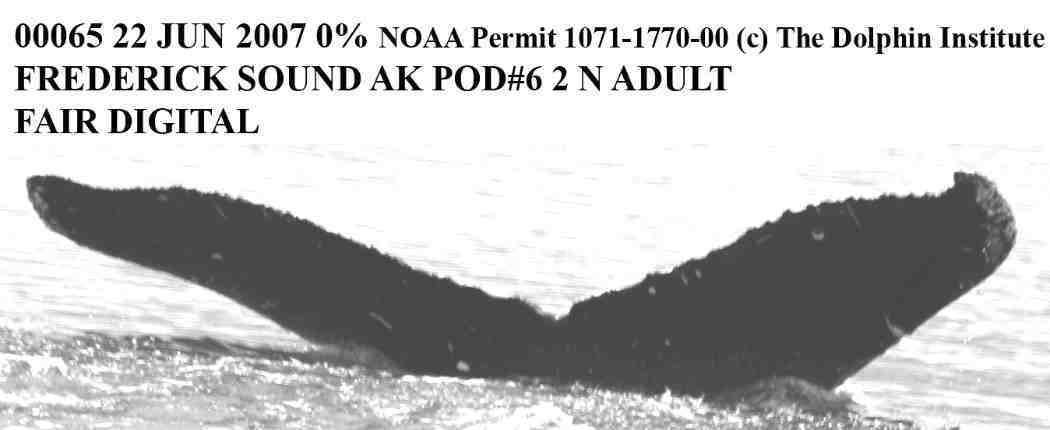 00065 22 JUN 2007 0% NOAA Permit 1071-1770-00 (c) The Dolphin Institute
FREDERICK SOUND AK POD#6 2 N ADULT
FAIR DIGITAL